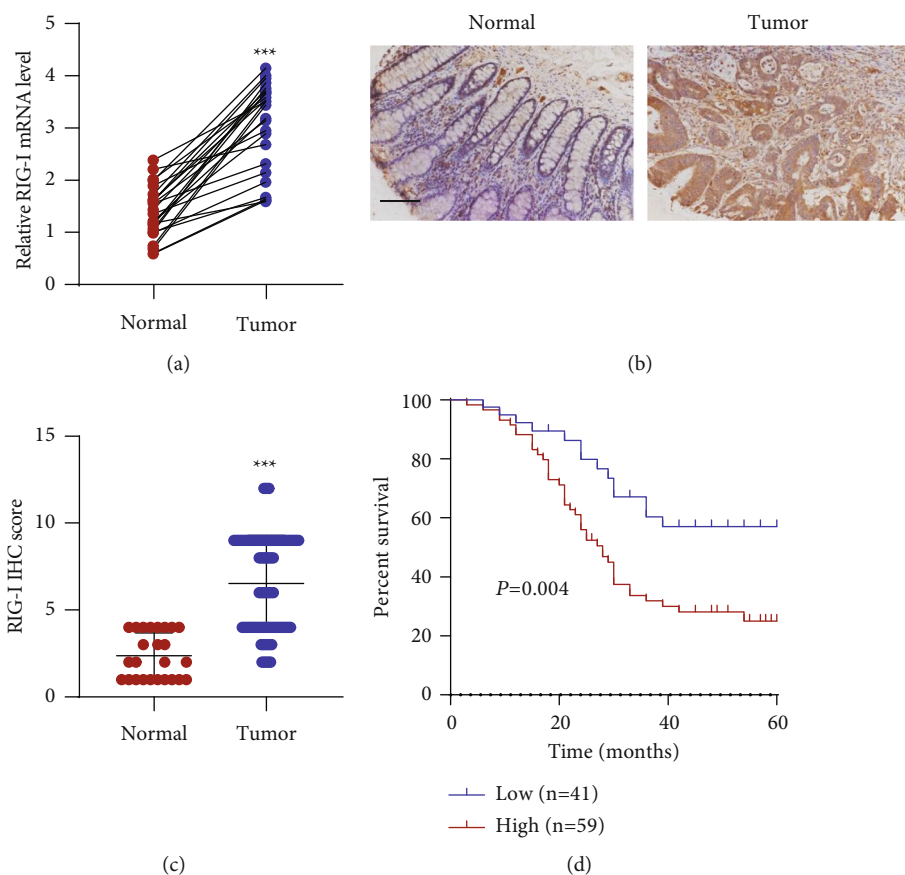 5
4
3
2
1
0
Relative RIG-I mRNA level
***
Normal
Tumor
(a)
Normal
Tumor
(b)
15
10
5
0
RIG-I IHC score
***
Normal
Tumor
(c)
100
80
60
40
20
0
Percent survival
P=0.004
0
20
40
60
Time (months)
Low (n=41)
High (n=59)
(d)